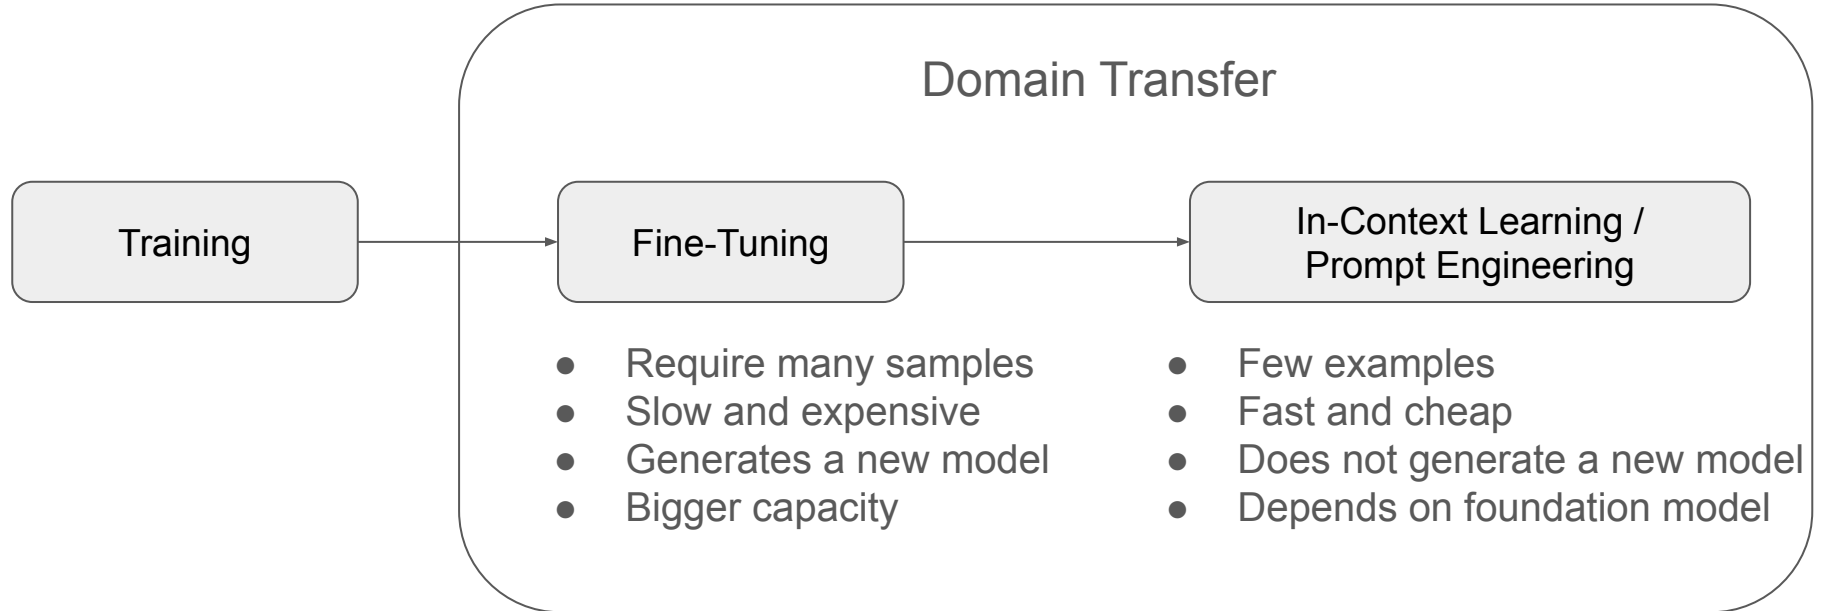 Domain Transfer
Training
Fine-Tuning
In-Context Learning /
Prompt Engineering
● Require many samples
● Slow and expensive
● Generates a new model
● Bigger capacity
● Few examples
● Fast and cheap
● Does not generate a new model
● Depends on foundation model